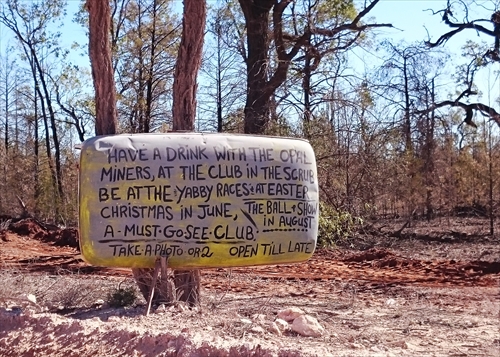 HAVE A DRINK WITH THE OPAL
MINERS, AT THE CLUB IN THE SCRUB
BE AT THE YABBY RACES AT EASTER
CHRISTMAS IN JUNE, THE BALL + SHOW
IN AUGUST
A-MUST-GO-SEE-CLUB.
TAKE A PHOTO OR 2 OPEN TILL LATE